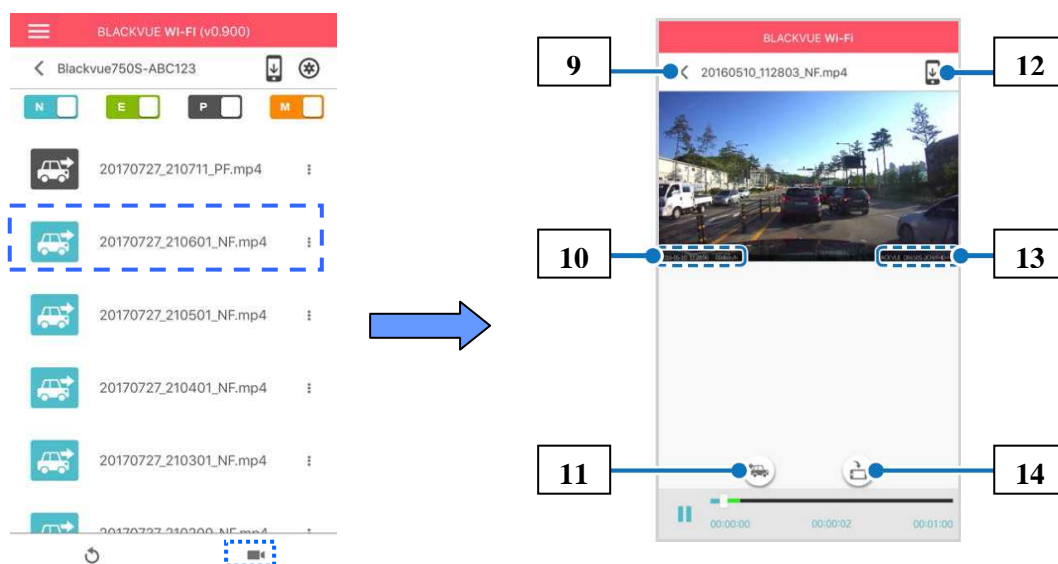 BLACKVUE WI-FI (v0.900)
Blackvue750S-ABC123
N E P M
20170727_210711_PF.mp4
20170727_210601_NF.mp4
20170727_210501_NF.mp4
20170727_210401_NF.mp4
20170727_210301_NF.mp4
BLACKVUE Wi-Fi
9
20160510_112803_NF.mp4
12
10
13
11
14
00:00:00 00:00:02 00:01:00